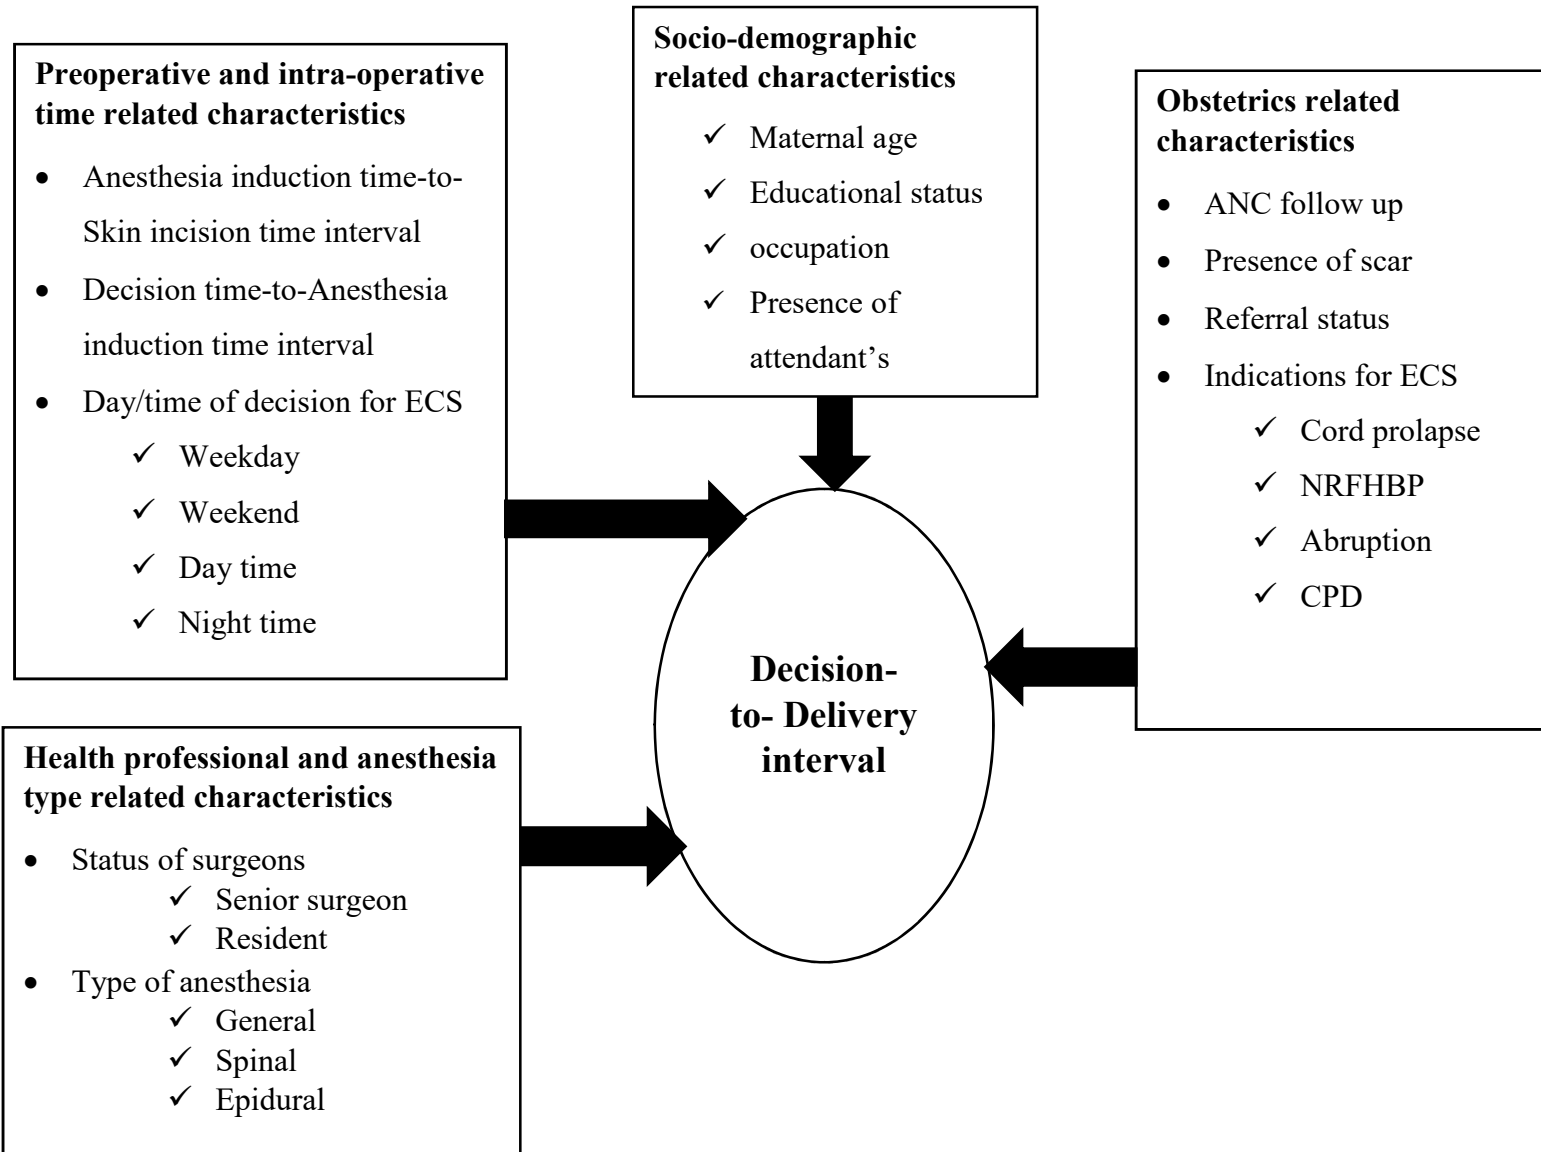 Preoperative and intra-operative
time related characteristics
• Anesthesia induction time-to-
Skin incision time interval
• Decision time-to-Anesthesia
induction time interval
• Day/time of decision for ECS
✓ Weekday
✓ Weekend
✓ Day time
✓ Night time
Socio-demographic
related characteristics
✓ Maternal age
✓ Educational status
✓ occupation
✓ Presence of
attendant’s
Obstetrics related
characteristics
• ANC follow up
• Presence of scar
• Referral status
• Indications for ECS
✓ Cord prolapse
✓ NRFHBP
✓ Abruption
✓ CPD
Decision-
to- Delivery
interval
Health professional and anesthesia
type related characteristics
• Status of surgeons
✓ Senior surgeon
✓ Resident
• Type of anesthesia
✓ General
✓ Spinal
✓ Epidural